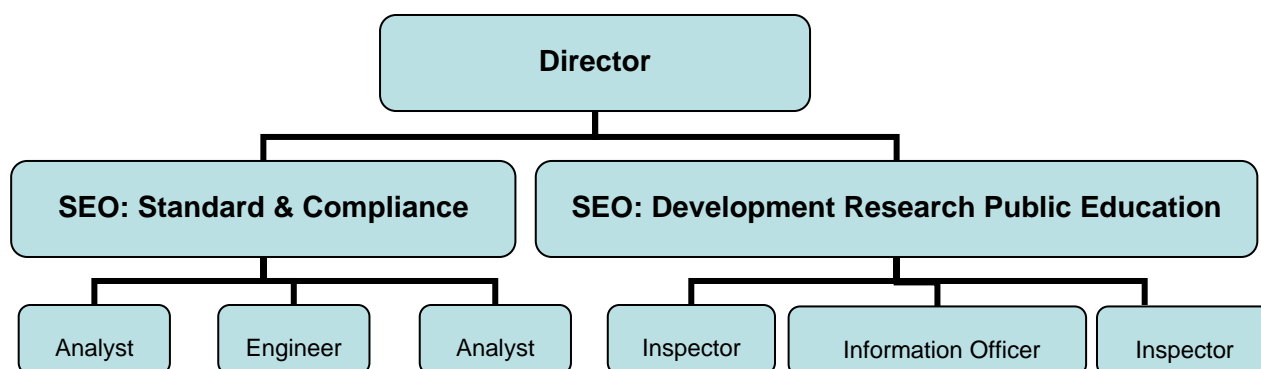 Director
SEO: Standard & Compliance
SEO: Development Research Public Education
Analyst
Engineer
Analyst
Inspector
Information Officer
Inspector